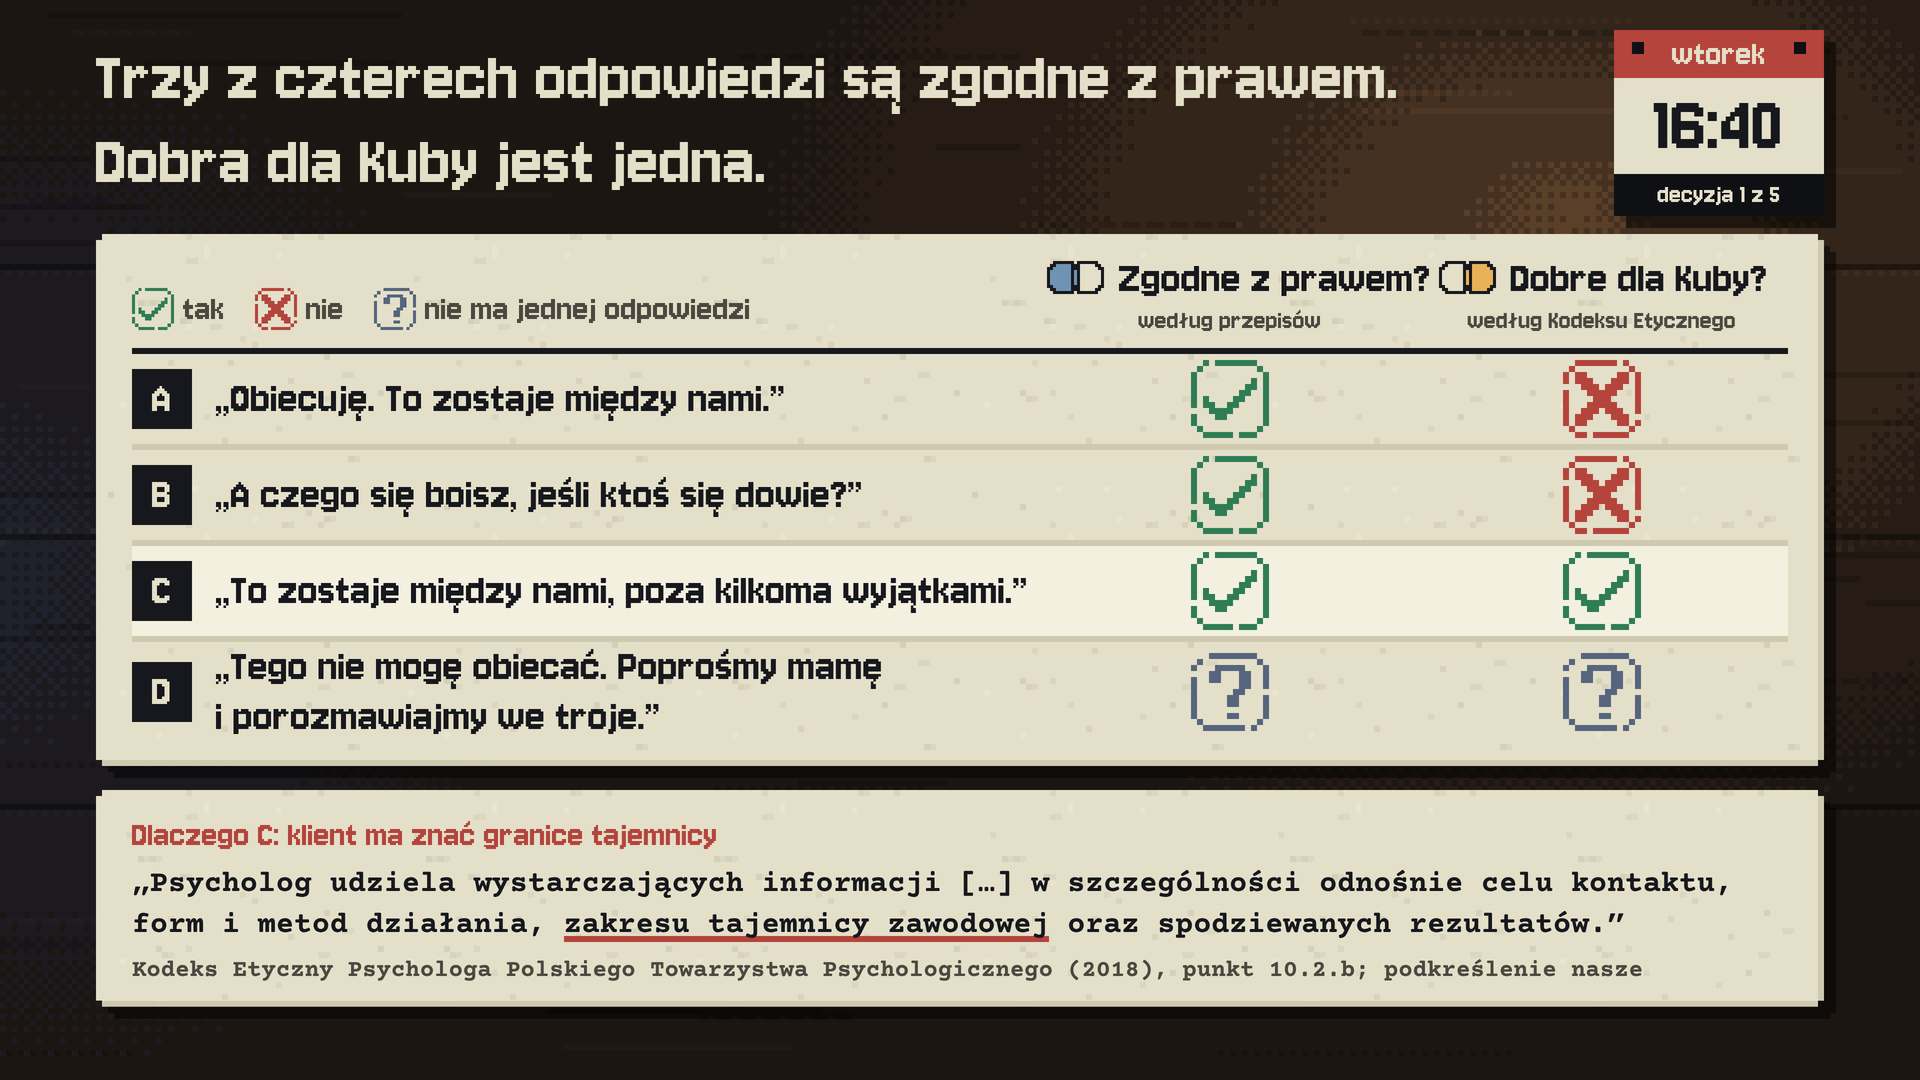 Trzy z czterech odpowiedzi są zgodne z prawem.
Dobra dla Kuby jest jedna.
wtorek
16:40
decyzja 1 z 5
tak nie nie ma jednej odpowiedzi
Zgodne z prawem? Dobre dla Kuby?
według przepisów według Kodeksu Etycznego
A „Obiecuję. To zostaje między nami.”
B „A czego się boisz, jeśli ktoś się dowie?”
C „To zostaje między nami, poza kilkoma wyjątkami.”
D „Tego nie mogę obiecać. Poprośmy mamę
i porozmawiajmy we troje.”
Dlaczego C: klient ma znać granice tajemnicy
„Psycholog udziela wystarczających informacji […] w szczególności odnośnie celu kontaktu,
form i metod działania, zakresu tajemnicy zawodowej oraz spodziewanych rezultatów.”
Kodeks Etyczny Psychologa Polskiego Towarzystwa Psychologicznego (2018), punkt 10.2.b; podkreślenie nasze